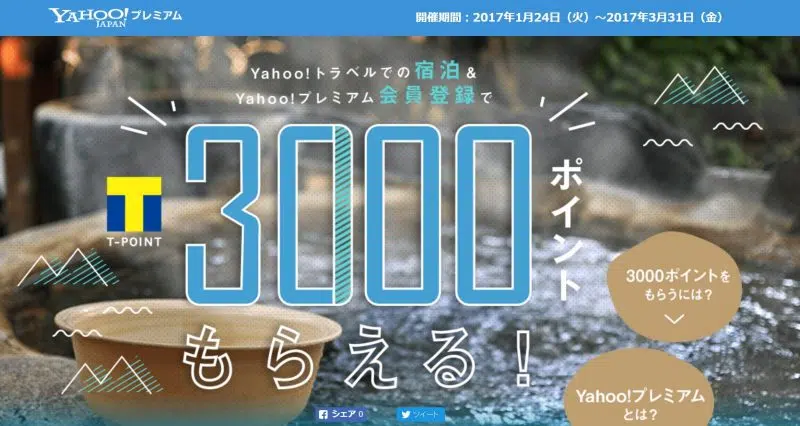 YAHOO! JAPAN プレミアム
開催期間：2017年1月24日（火）～2017年3月31日（金）
Yahoo!トラベルでの宿泊&
Yahoo!プレミアム会員登録で
T
T-POINT
3000
ポイント
もらえる！
3000ポイントを
もらうには？
Yahoo!プレミアム
とは？
シェア 0
ツイート